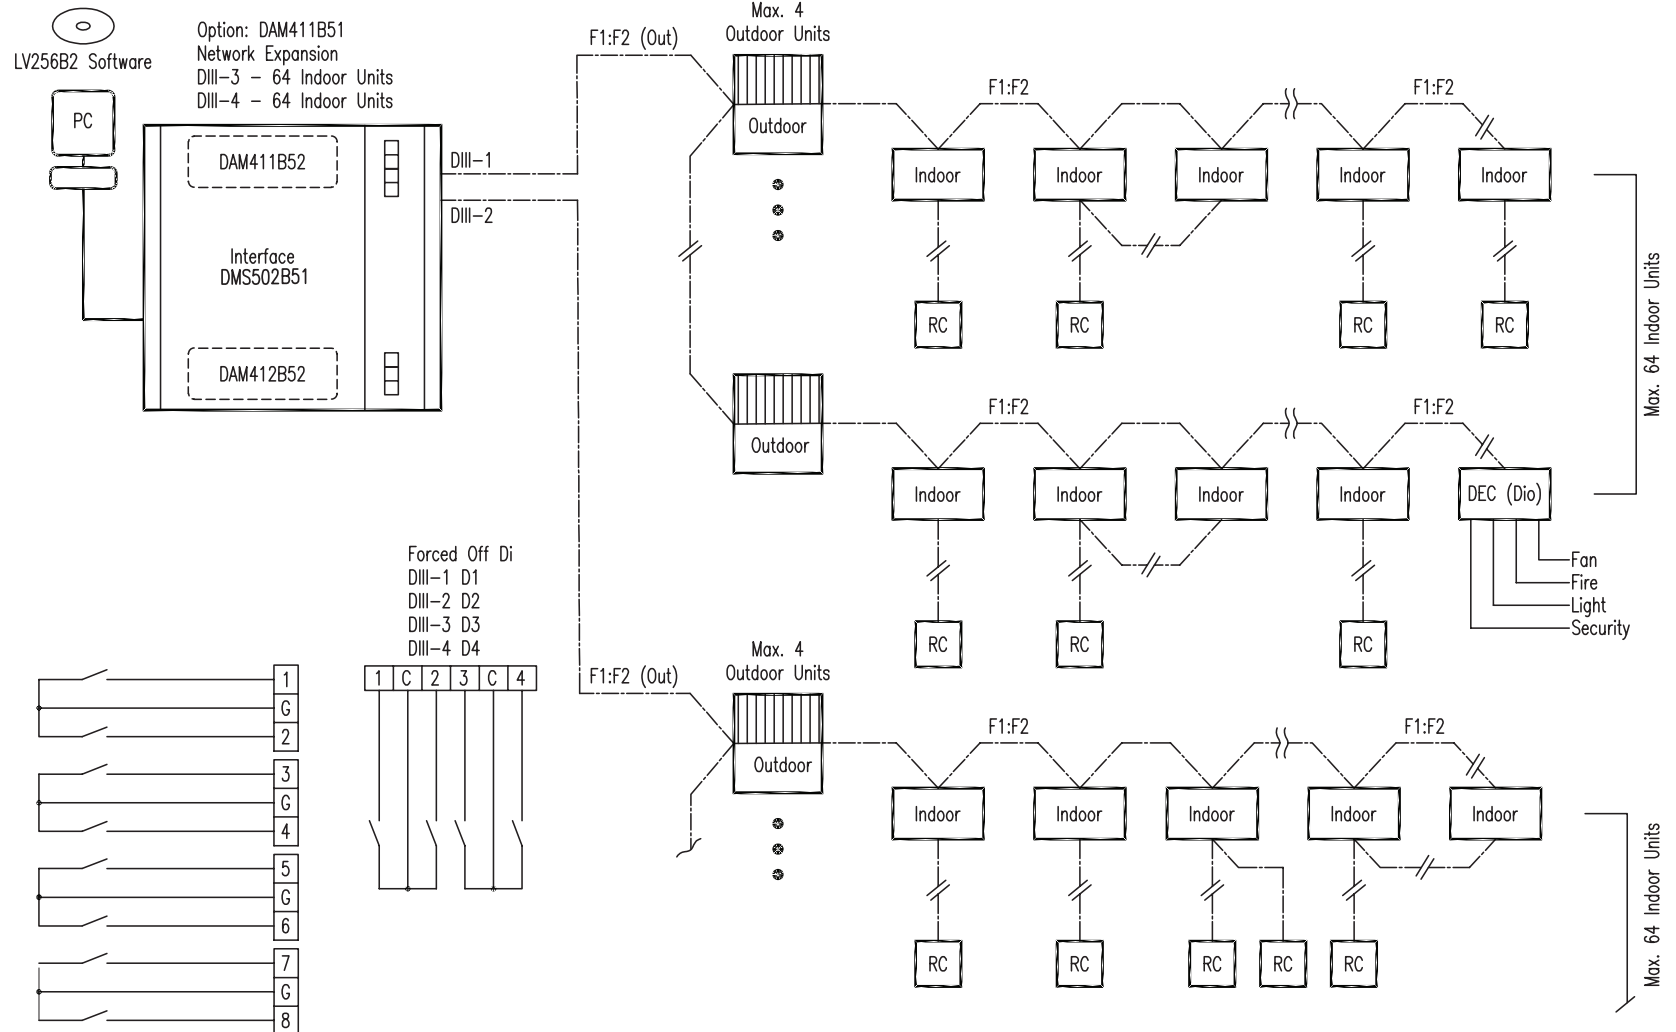 LV256B2 Software
PC
Option: DAM411B51
Network Expansion
DIII-3 - 64 Indoor Units
DIII-4 - 64 Indoor Units
DAM411B52
Interface
DMS502B51
DAM412B52
DIII-1
DIII-2
F1:F2 (Out)
Max. 4
Outdoor Units
Outdoor
F1:F2
F1:F2
Indoor
Indoor
Indoor
Indoor
Indoor
RC
RC
RC
RC
Max. 64 Indoor Units
Outdoor
F1:F2
F1:F2
Indoor
Indoor
Indoor
Indoor
DEC (Dio)
Fan
Fire
Light
Security
RC
RC
RC
F1:F2 (Out)
Max. 4
Outdoor Units
Outdoor
F1:F2
F1:F2
Indoor
Indoor
Indoor
Indoor
Indoor
RC
RC
RC
RC
RC
Max. 64 Indoor Units
Forced Off Di
DIII-1 D1
DIII-2 D2
DIII-3 D3
DIII-4 D4
1 C 2 3 C 4
1
G
2
3
G
4
5
G
6
7
G
8